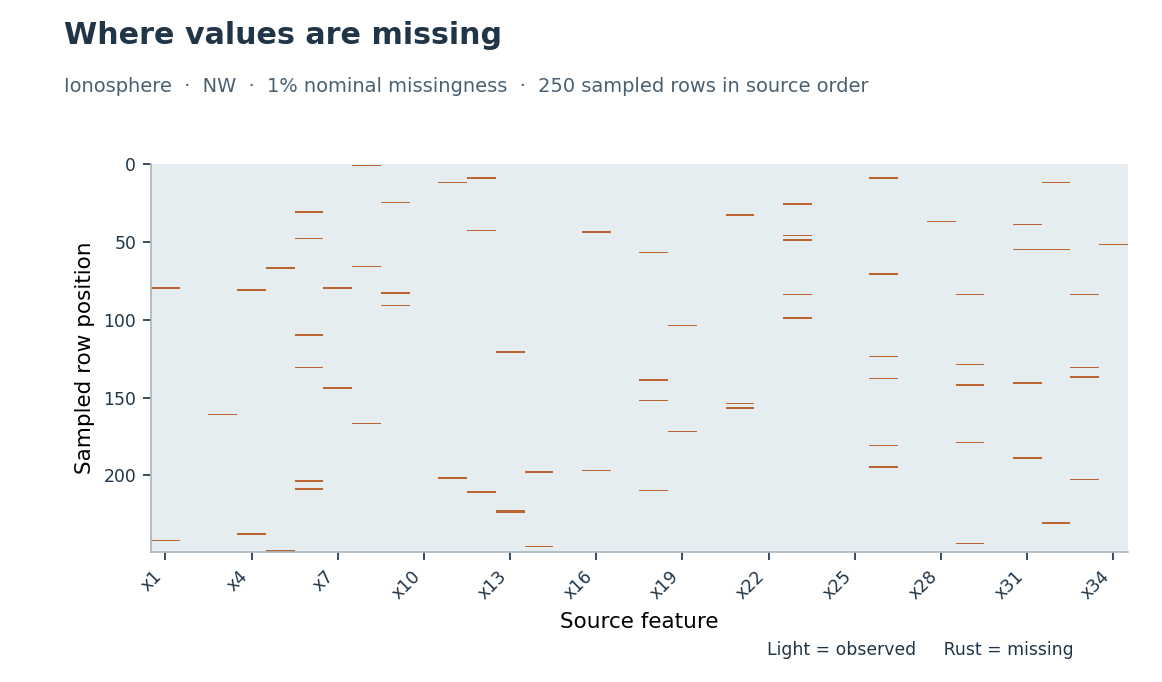 Where values are missing
Ionosphere · NW · 1% nominal missingness · 250 sampled rows in source order
0
50
100
150
200
Sampled row position
x1 x4 x7 x10 x13 x16 x19 x22 x25 x28 x31 x34
Source feature
Light = observed Rust = missing